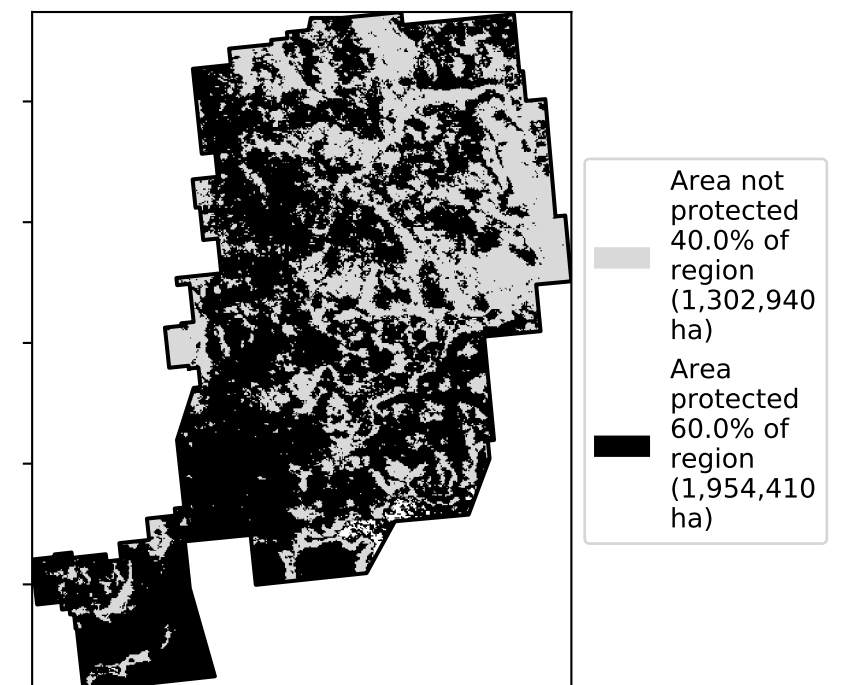 Area not
protected
40.0% of
region
(1,302,940
ha)
Area
protected
60.0% of
region
(1,954,410
ha)